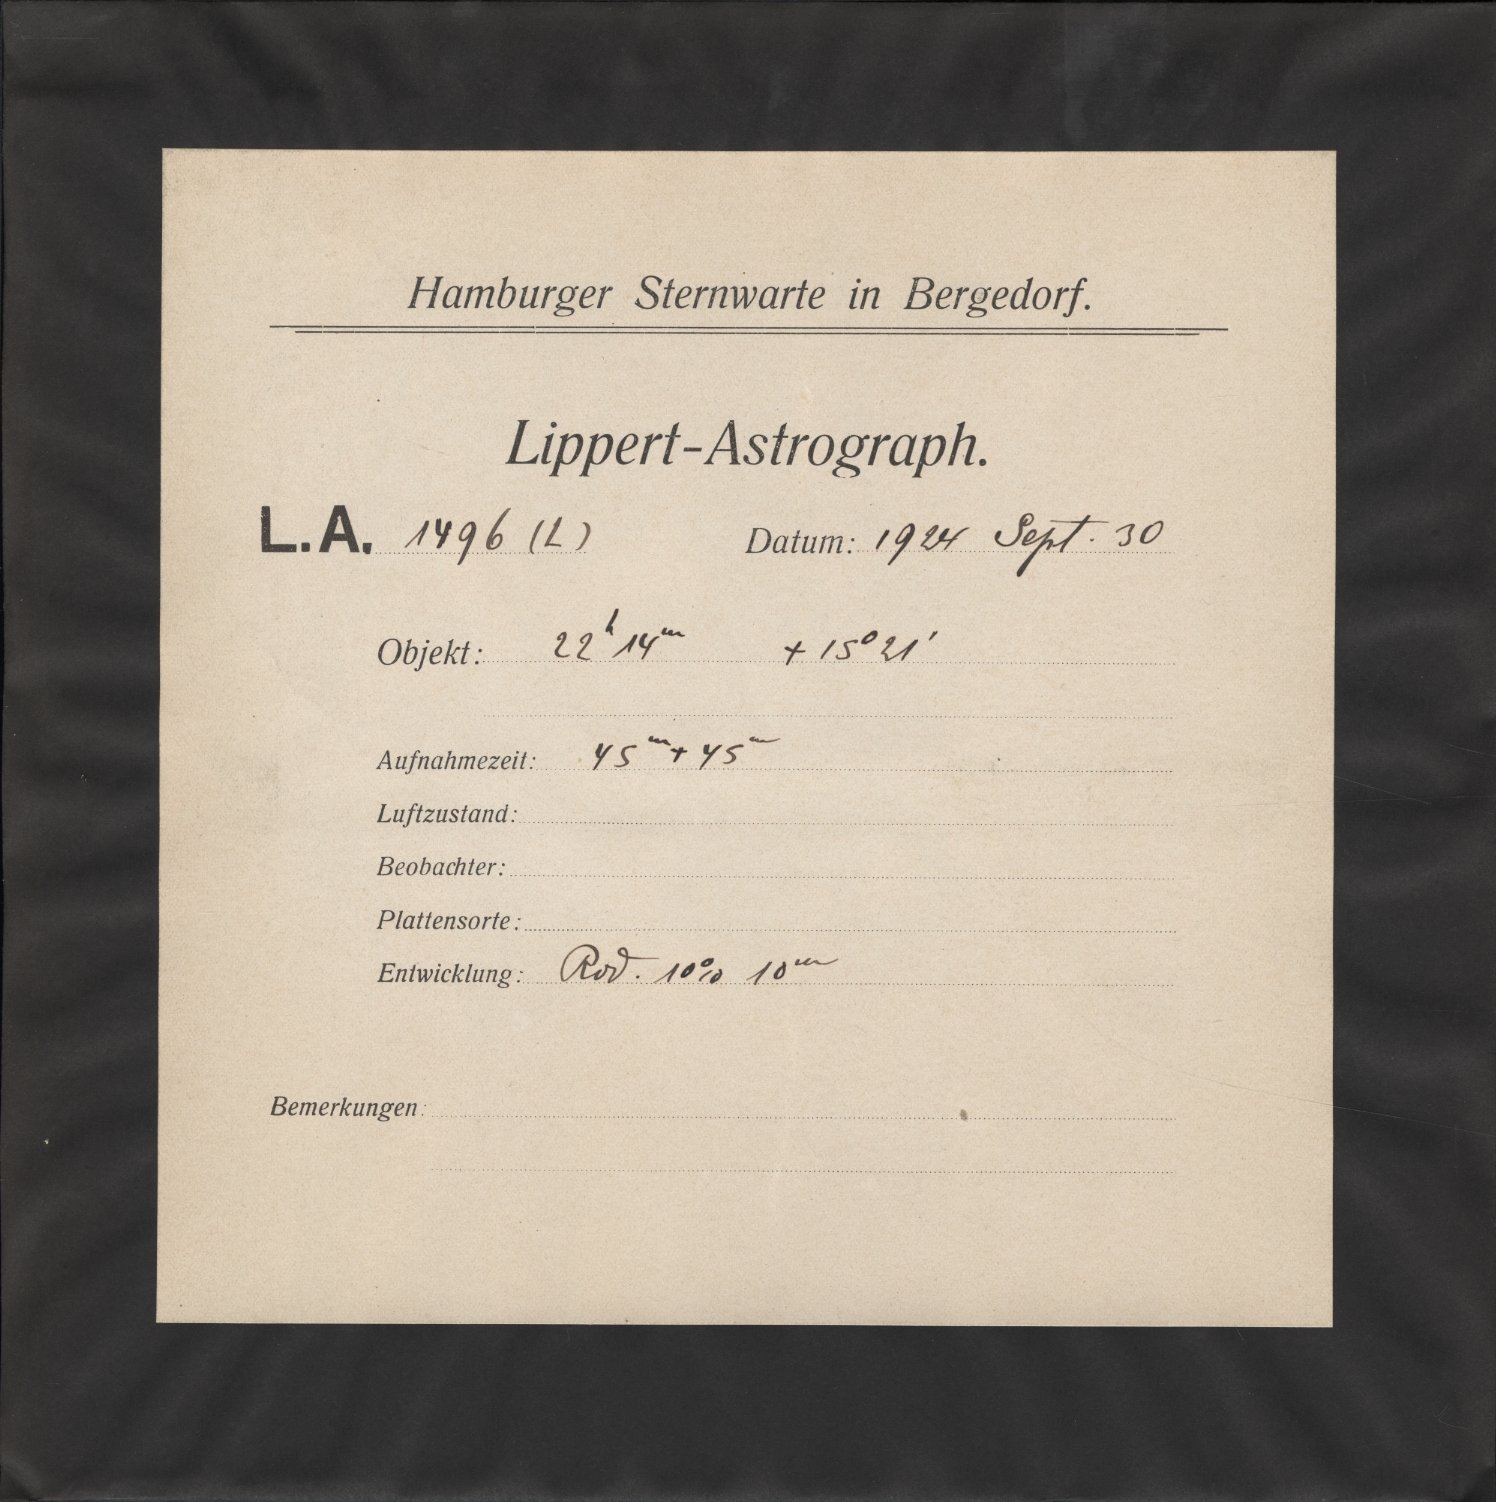 Hamburger Sternwarte in Bergedorf.
Lippert-Astrograph.
L.A. 1496 (L) Datum: 1924 Sept. 30
Objekt: 22ʰ 14ᵐ + 15° 21'
Aufnahmezeit: 45ᵐ + 45ᵐ
Luftzustand:
Beobachter:
Plattensorte:
Entwicklung: Rod. 10% 10ᵐ
Bemerkungen: